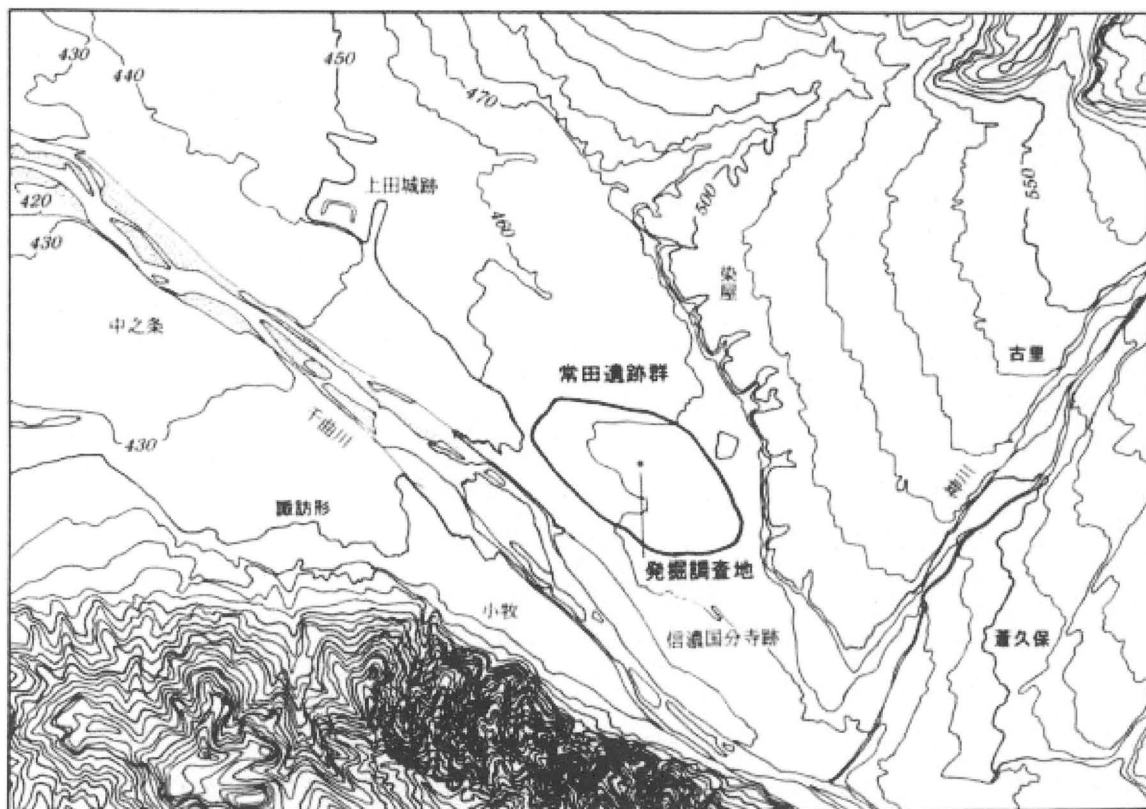 430
440
450
470
上田城跡
420
430
460
500
550
染屋
中之条
古里
常田遺跡群
千曲川
430
神川
諏訪形
発掘調査地
小牧
信濃国分寺跡
蒼久保